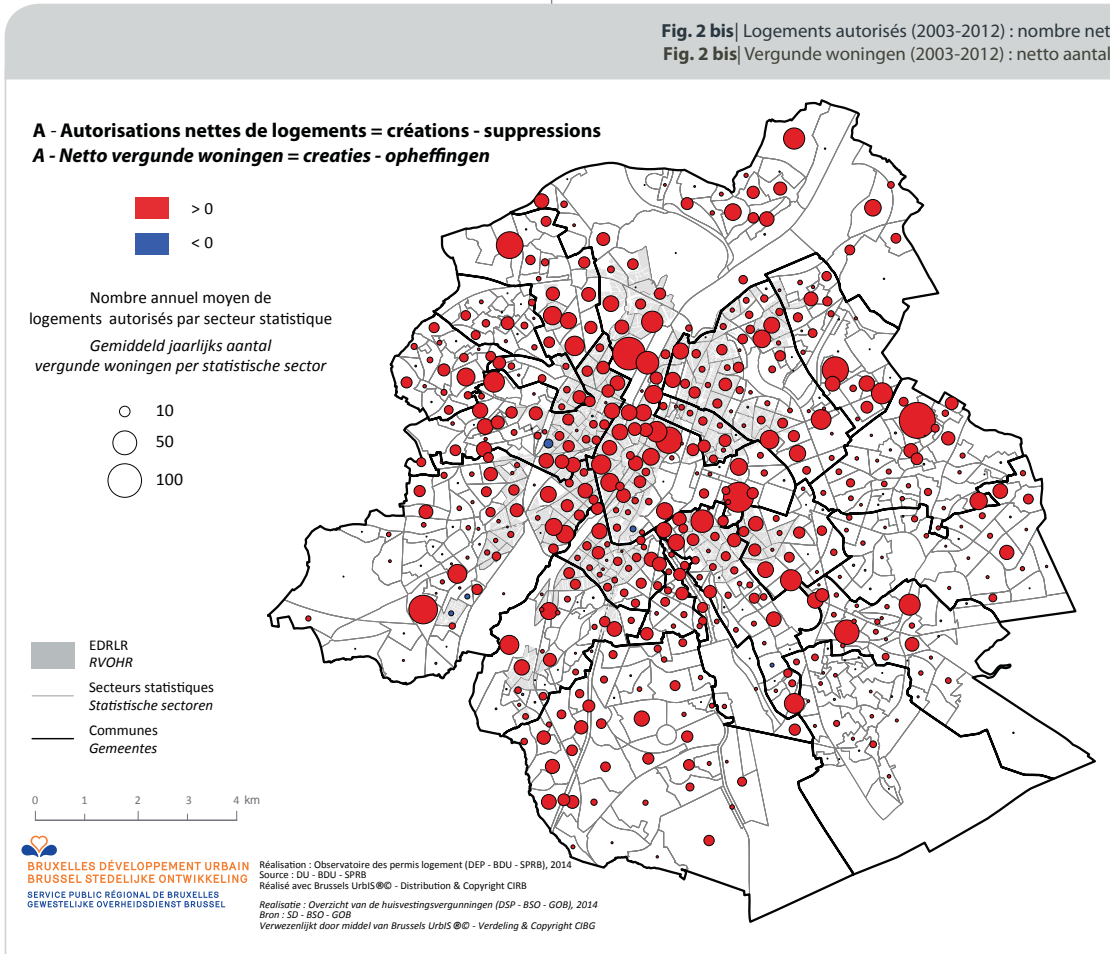 Fig. 2 bis| Logements autorisés (2003-2012) : nombre net
Fig. 2 bis| Vergunde woningen (2003-2012) : netto aantal
A - Autorisations nettes de logements = créations - suppressions
A - Netto vergunde woningen = creaties - opheffingen
> 0
< 0
Nombre annuel moyen de
logements autorisés par secteur statistique
Gemiddeld jaarlijks aantal
vergunde woningen per statistische sector
10
50
100
EDRLR
RVOHR
Secteurs statistiques
Statistische sectoren
Communes
Gemeentes
0 1 2 3 4 km
BRUXELLES DÉVELOPPEMENT URBAIN
BRUSSEL STEDELIJKE ONTWIKKELING
SERVICE PUBLIC RÉGIONAL DE BRUXELLES
GEWESTELIJKE OVERHEIDSDIENST BRUSSEL
Réalisation : Observatoire des permis logement (DEP - BDU - SPRB), 2014
Source : DU - BDU - SPRB
Réalisé avec Brussels UrbIS®© - Distribution & Copyright CIRB
Realisatie : Overzicht van de huisvestingsvergunningen (DSP - BSO - GOB), 2014
Bron : SD - BSO - GOB
Verwezenlijkt door middel van Brussels UrbIS ®© - Verdeling & Copyright CIBG